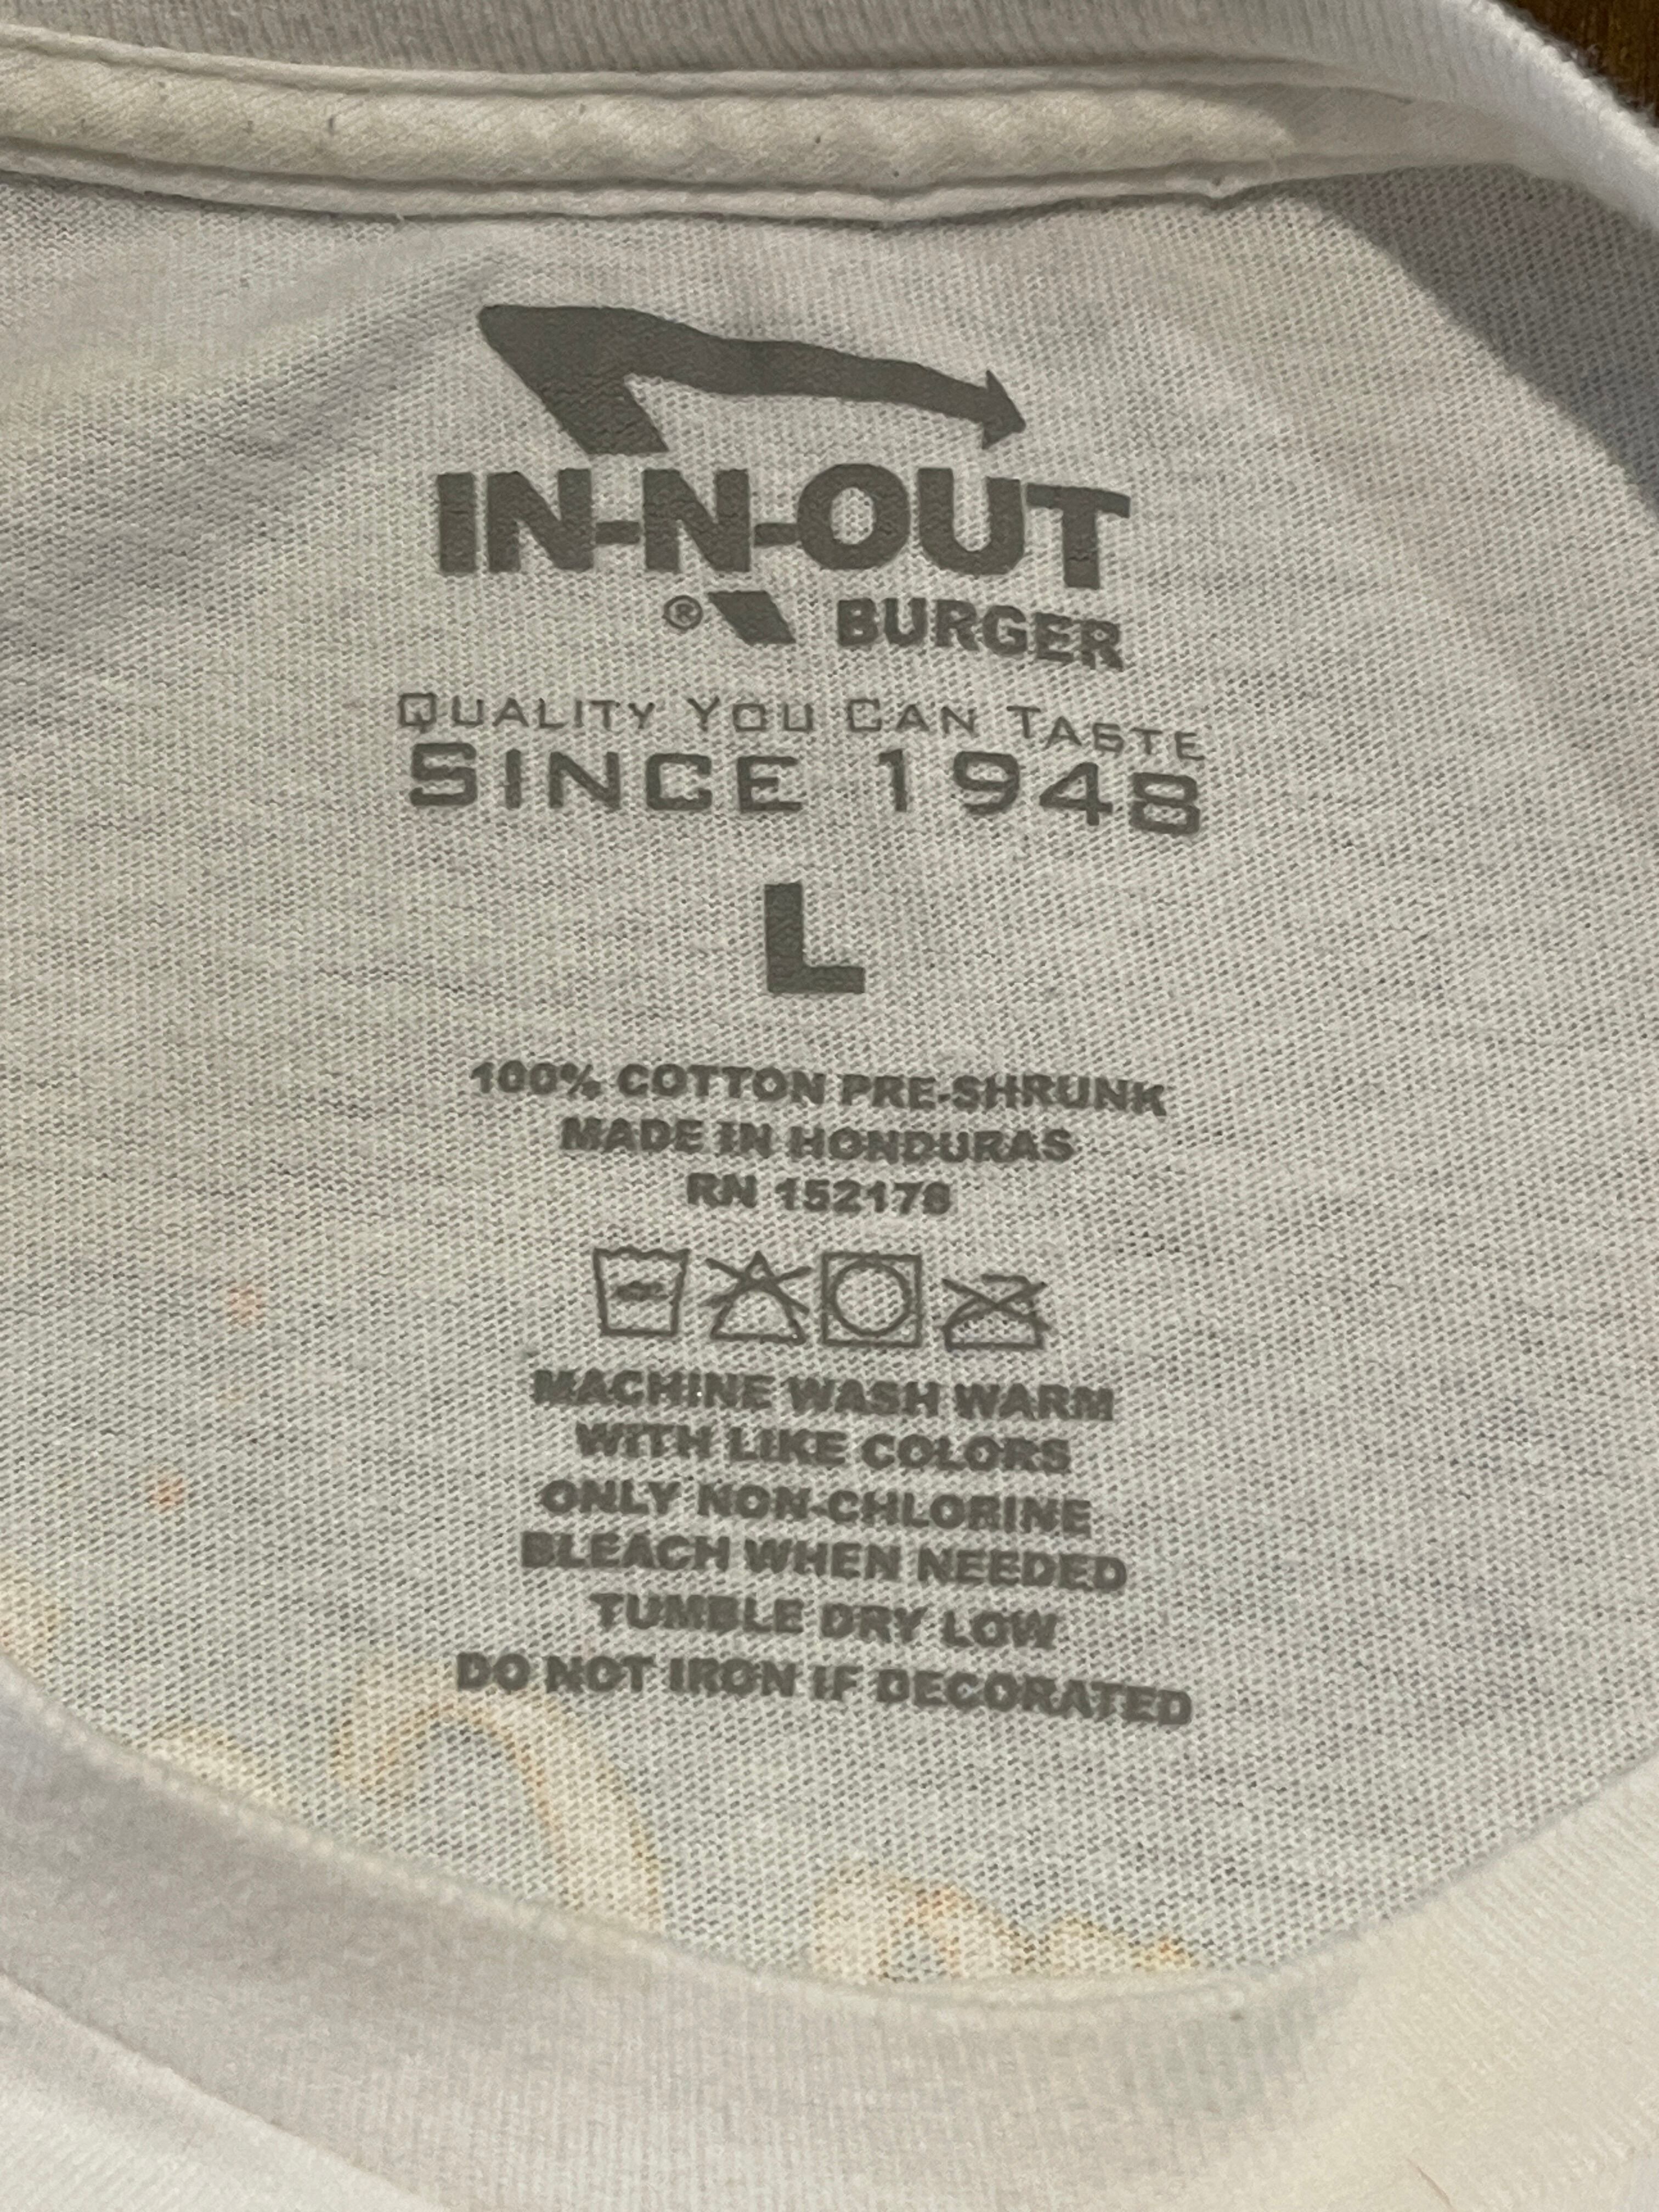 IN-N-OUT
® BURGER
QUALITY YOU CAN TASTE
SINCE 1948
L
100% COTTON PRE-SHRUNK
MADE IN HONDURAS
RN 152178
MACHINE WASH WARM
WITH LIKE COLORS
ONLY NON-CHLORINE
BLEACH WHEN NEEDED
TUMBLE DRY LOW
DO NOT IRON IF DECORATED